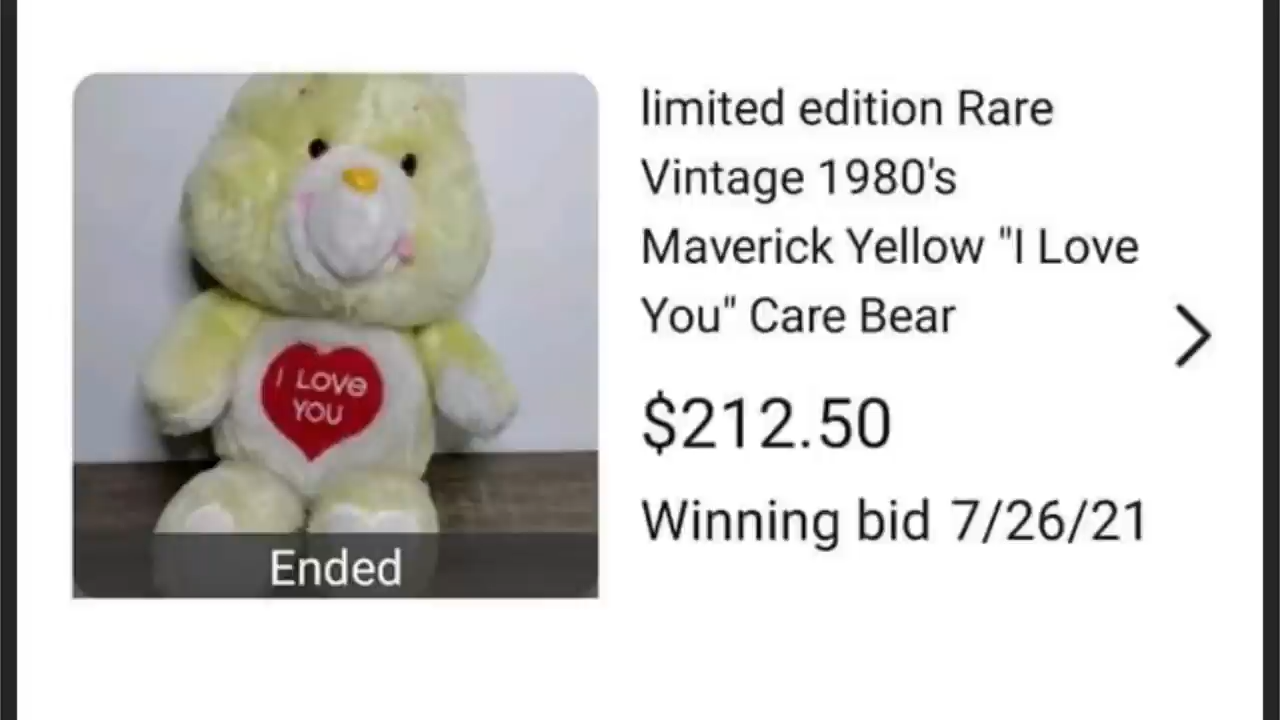 I LOVE
YOU
Ended
limited edition Rare
Vintage 1980's
Maverick Yellow "I Love
You" Care Bear
$212.50
Winning bid 7/26/21